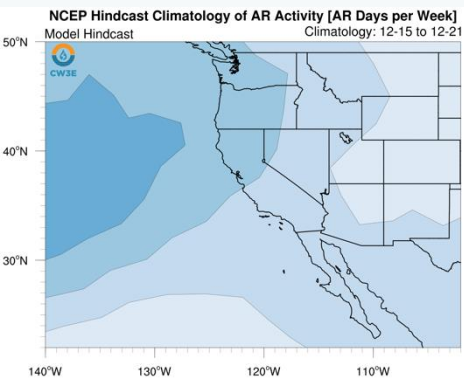 NCEP Hindcast Climatology of AR Activity [AR Days per Week]
Model Hindcast
Climatology: 12-15 to 12-21
50°N
CW3E
40°N
30°N
140°W
130°W
120°W
110°W